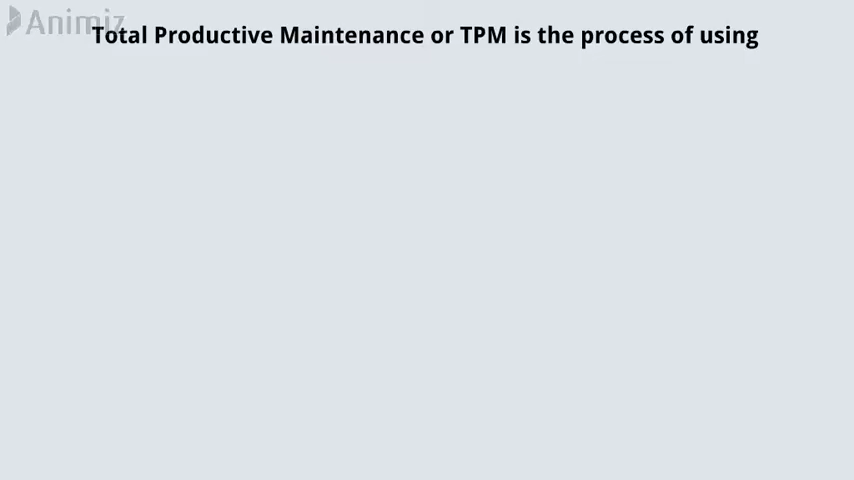 Animiz
Total Productive Maintenance or TPM is the process of using